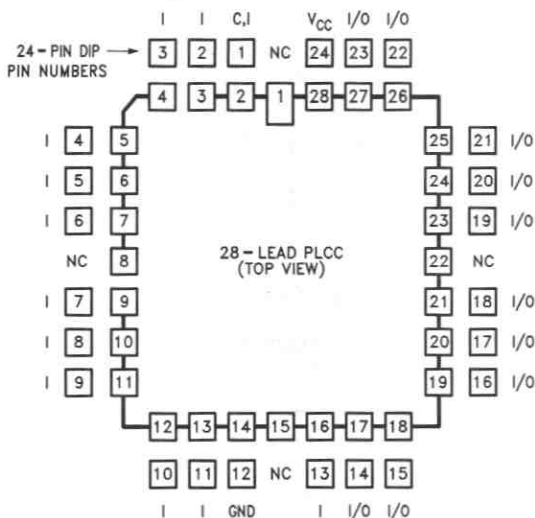 I I C,I V_CC I/O I/O
24-PIN DIP 3 2 1 NC 24 23 22
PIN NUMBERS
4 3 2 1 28 27 26
I 4 5 25 21 I/O
I 5 6 24 20 I/O
I 6 7 23 19 I/O
NC 8 28-LEAD PLCC 22 NC
(TOP VIEW)
I 7 9 21 18 I/O
I 8 10 20 17 I/O
I 9 11 19 16 I/O
12 13 14 15 16 17 18
10 11 12 NC 13 14 15
I I GND I I/O I/O